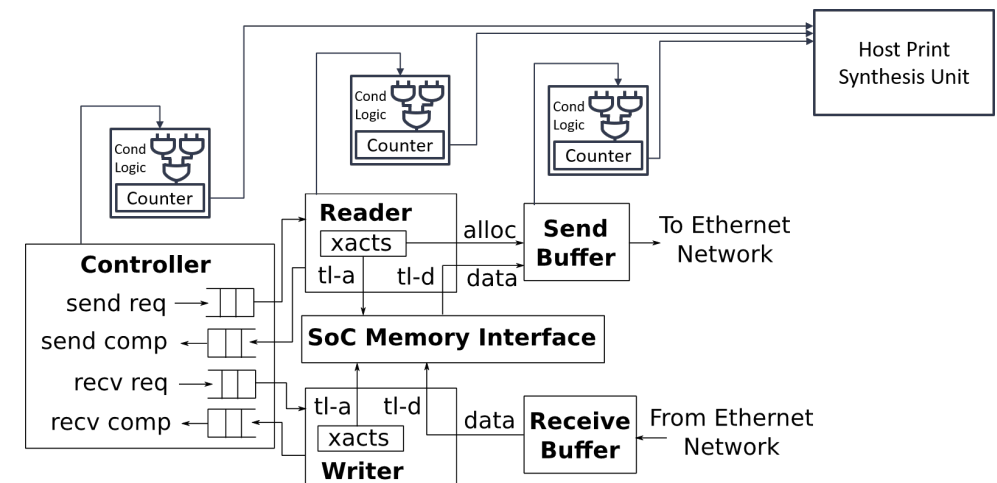 Host Print
Synthesis Unit
Cond
Logic
Counter
Cond
Logic
Counter
Cond
Logic
Counter
Reader
xacts
tl-a
tl-d
alloc
data
Send
Buffer
To Ethernet
Network
Controller
send req
send comp
recv req
recv comp
SoC Memory Interface
tl-a
tl-d
xacts
Writer
data
Receive
Buffer
From Ethernet
Network